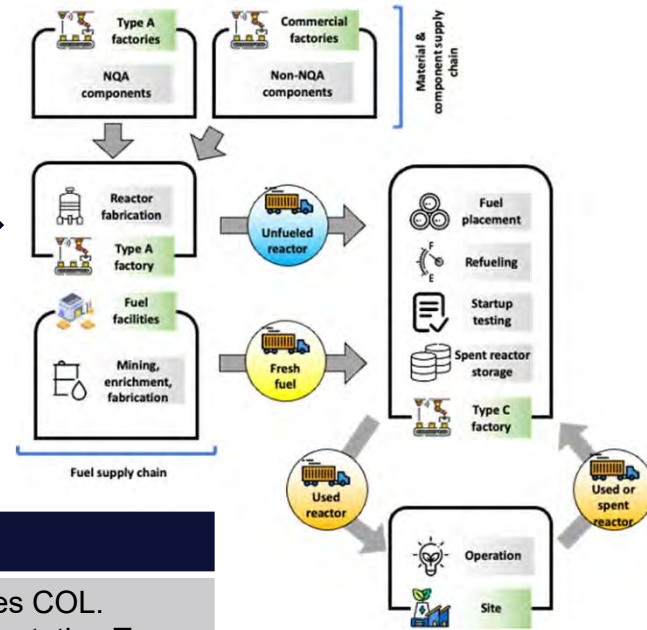 Type A
factories
NQA
components
Commercial
factories
Non-NQA
components
Material &
component supply
chain
Reactor
fabrication
Type A
factory
Unfueled
reactor
Fuel
facilities
Mining,
enrichment,
fabrication
Fresh
fuel
Fuel supply chain
Fuel
placement
F
E
Refueling
Startup
testing
Spent reactor
storage
Type C
factory
Used
reactor
Used or
spent
reactor
Operation
Site
es COL.